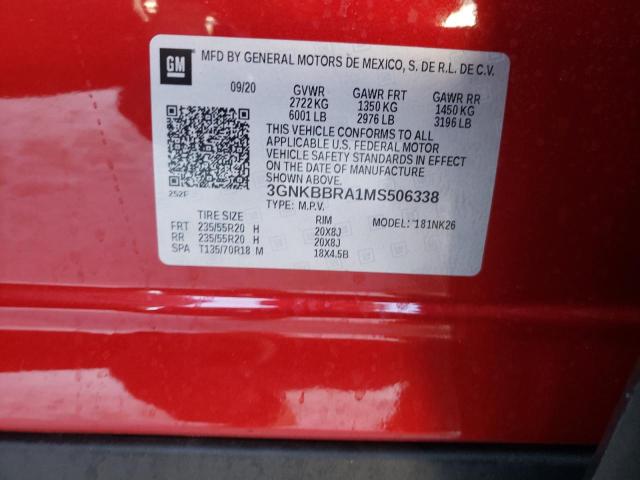 GM
MFD BY GENERAL MOTORS DE MEXICO, S. DE R.L. DE C.V.
09/20 GVWR GAWR FRT GAWR RR
2722 KG 1350 KG 1450 KG
6001 LB 2976 LB 3196 LB
THIS VEHICLE CONFORMS TO ALL
APPLICABLE U.S. FEDERAL MOTOR
VEHICLE SAFETY STANDARDS IN EFFECT
ON THE DATE OF MANUFACTURE
SHOWN ABOVE.
252F 3GNKBBRA1MS506338
TYPE: M.P.V. MODEL: 181NK26
TIRE SIZE RIM
FRT 235/55R20 H 20X8J
RR 235/55R20 H 20X8J
SPA T135/70R18 M 18X4.5B